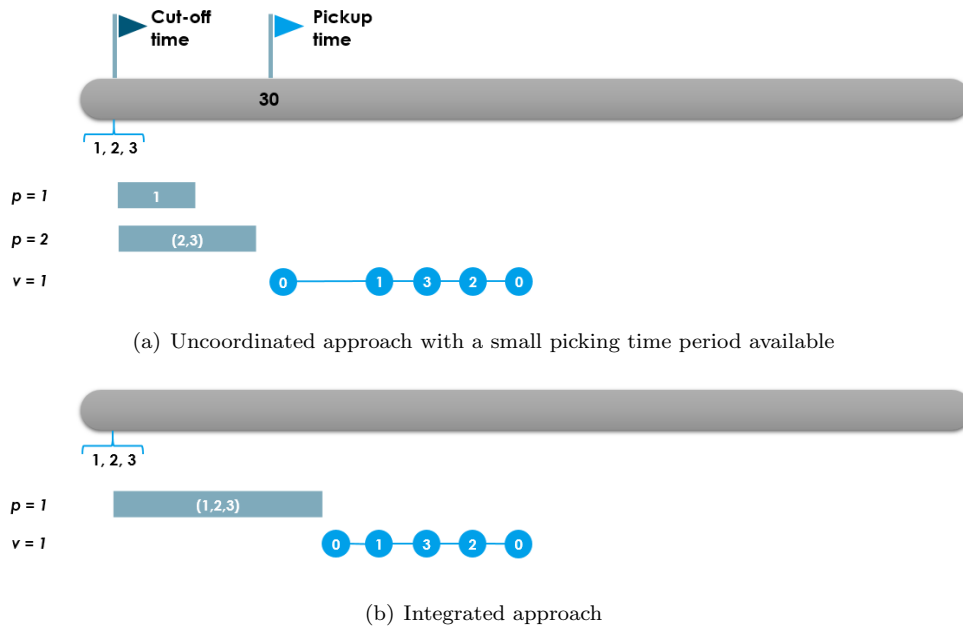 Cut-off time
Pickup time
30
1, 2, 3
p = 1
1
p = 2
(2,3)
v = 1
0 1 3 2 0
(a) Uncoordinated approach with a small picking time period available
1, 2, 3
p = 1
(1,2,3)
v = 1
0 1 3 2 0
(b) Integrated approach